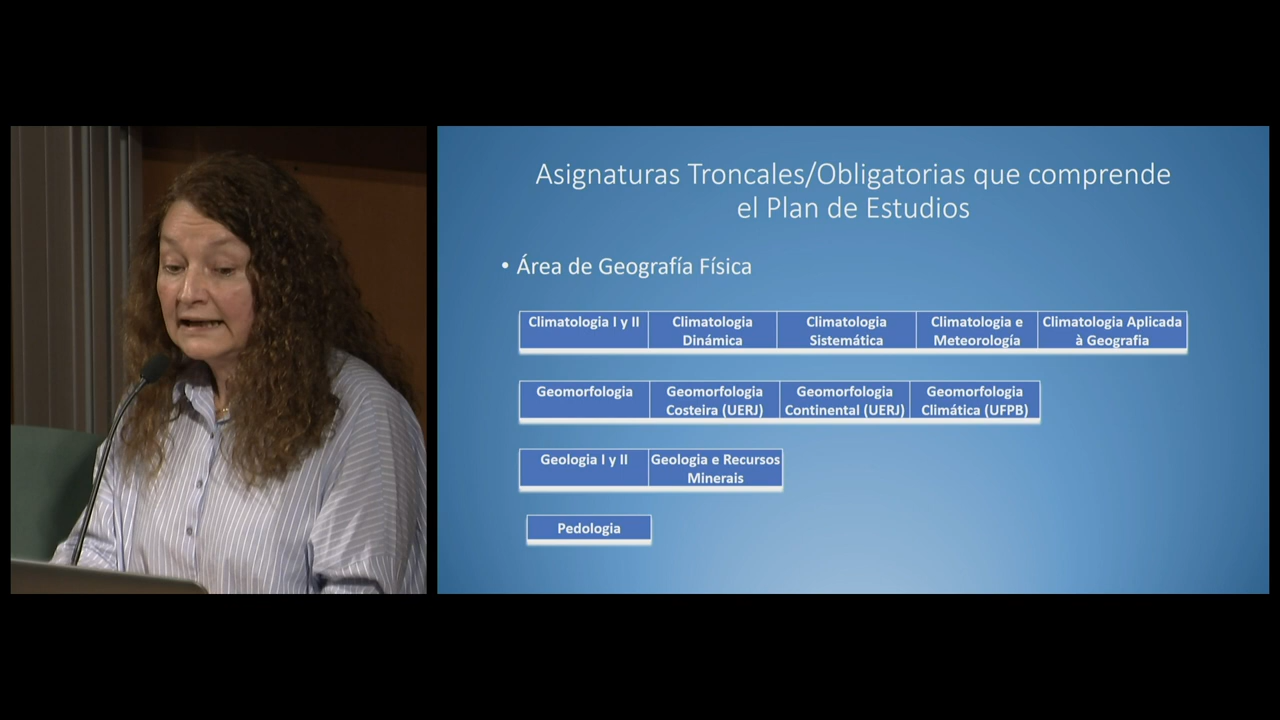 Asignaturas Troncales/Obligatorias que comprende
el Plan de Estudios
• Área de Geografía Física
Climatologia I y II
Climatologia
Dinámica
Climatologia
Sistemática
Climatologia e
Meteorología
Climatologia Aplicada
à Geografia
Geomorfologia
Geomorfologia
Costeira (UERJ)
Geomorfologia
Continental (UERJ)
Geomorfologia
Climática (UFPB)
Geologia I y II
Geologia e Recursos
Minerais
Pedologia